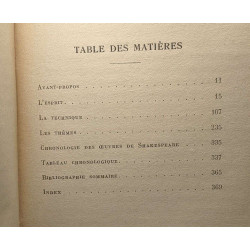 TABLE DES MATIÈRES
AVANT-PROPOS 11
L'ESPRIT 15
LA TECHNIQUE 107
LES THÈMES 235
CHRONOLOGIE DES ŒUVRES DE SHAKESPEARE 335
TABLEAU CHRONOLOGIQUE 337
BIBLIOGRAPHIE SOMMAIRE 365
INDEX 369